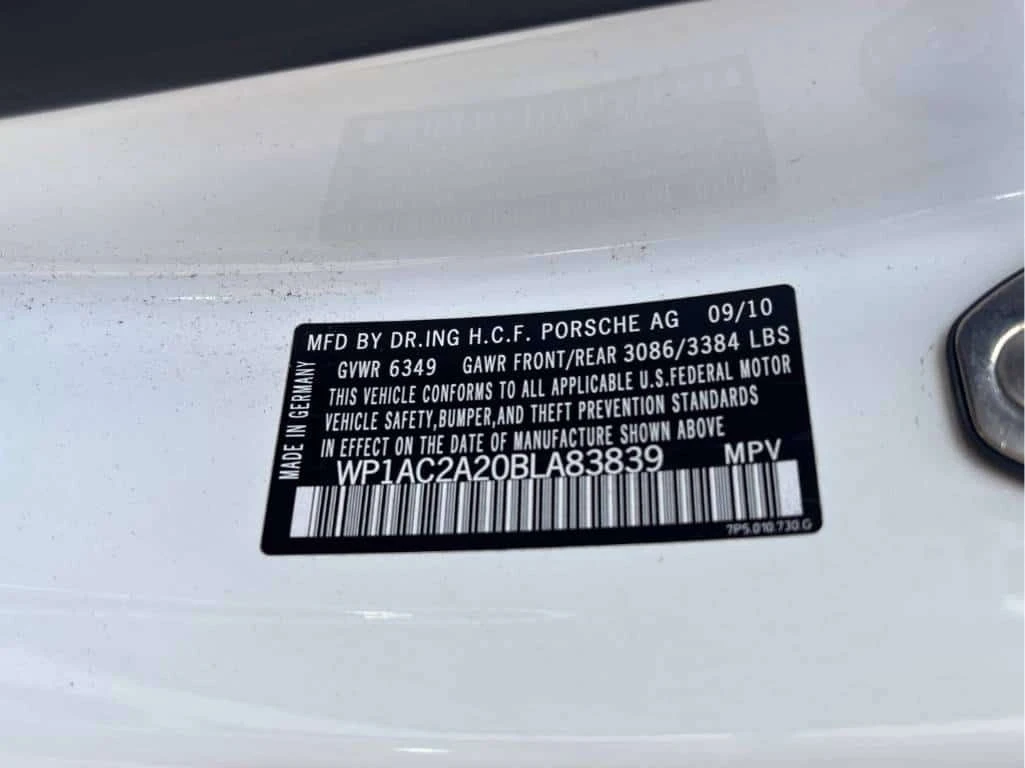 MFD BY DR.ING H.C.F. PORSCHE AG 09/10
GVWR 6349 GAWR FRONT/REAR 3086/3384 LBS
THIS VEHICLE CONFORMS TO ALL APPLICABLE U.S.FEDERAL MOTOR
VEHICLE SAFETY,BUMPER,AND THEFT PREVENTION STANDARDS
IN EFFECT ON THE DATE OF MANUFACTURE SHOWN ABOVE
WP1AC2A20BLA83839 MPV
7P5.010.730.G
MADE IN GERMANY